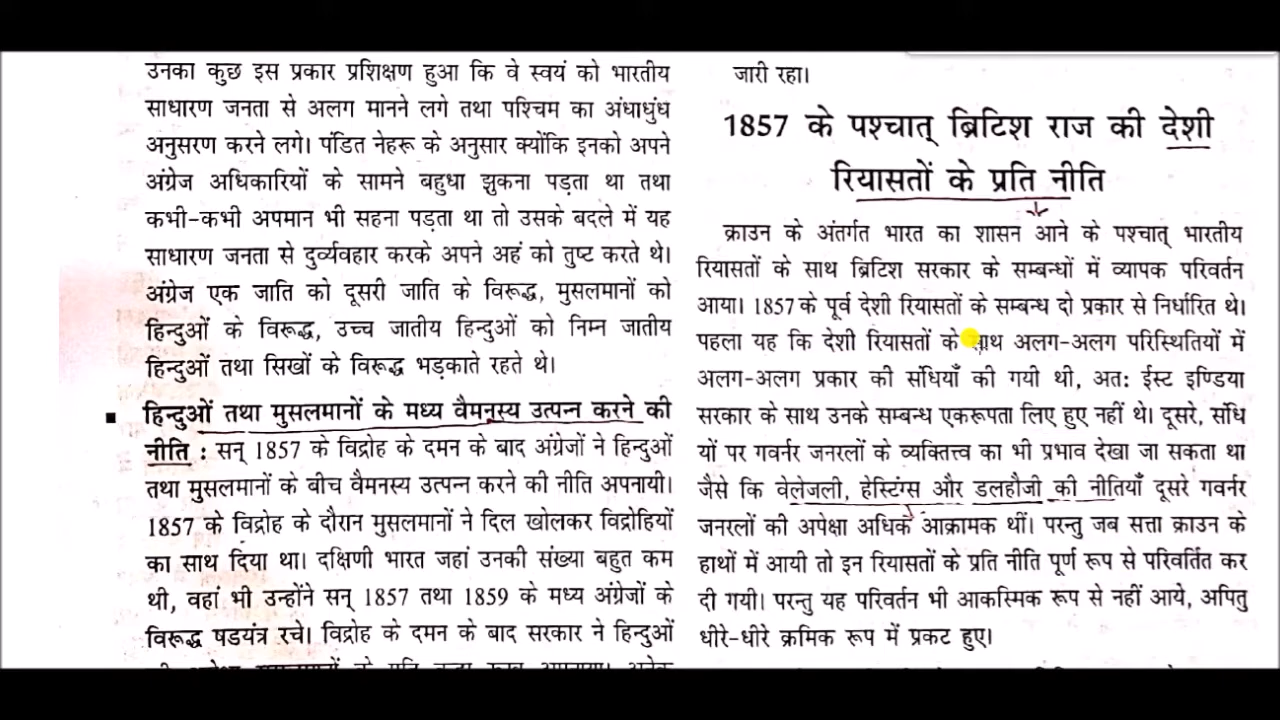 उनका कुछ इस प्रकार प्रशिक्षण हुआ कि वे स्वयं को भारतीय
साधारण जनता से अलग मानने लगे तथा पश्चिम का अंधाधुंध
अनुसरण करने लगे। पंडित नेहरू के अनुसार क्योंकि इनको अपने
अंग्रेज अधिकारियों के सामने बहुधा झुकना पड़ता था तथा
कभी-कभी अपमान भी सहना पड़ता था तो उसके बदले में यह
साधारण जनता से दुर्व्यवहार करके अपने अहं को तुष्ट करते थे।
अंग्रेज एक जाति को दूसरी जाति के विरूद्ध, मुसलमानों को
हिन्दुओं के विरूद्ध, उच्च जातीय हिन्दुओं को निम्न जातीय
हिन्दुओं तथा सिखों के विरूद्ध भड़काते रहते थे।
▪ हिन्दुओं तथा मुसलमानों के मध्य वैमनस्य उत्पन्न करने की
नीति : सन् 1857 के विद्रोह के दमन के बाद अंग्रेजों ने हिन्दुओं
तथा मुसलमानों के बीच वैमनस्य उत्पन्न करने की नीति अपनायी।
1857 के विद्रोह के दौरान मुसलमानों ने दिल खोलकर विद्रोहियों
का साथ दिया था। दक्षिणी भारत जहां उनकी संख्या बहुत कम
थी, वहां भी उन्होंने सन् 1857 तथा 1859 के मध्य अंग्रेजों के
विरूद्ध षडयंत्र रचे। विद्रोह के दमन के बाद सरकार ने हिन्दुओं
जारी रहा।
1857 के पश्चात् ब्रिटिश राज की देशी
रियासतों के प्रति नीति
क्राउन के अंतर्गत भारत का शासन आने के पश्चात् भारतीय
रियासतों के साथ ब्रिटिश सरकार के सम्बन्धों में व्यापक परिवर्तन
आया। 1857 के पूर्व देशी रियासतों के सम्बन्ध दो प्रकार से निर्धारित थे।
पहला यह कि देशी रियासतों के साथ अलग-अलग परिस्थितियों में
अलग-अलग प्रकार की संधियाँ की गयी थी, अत: ईस्ट इण्डिया
सरकार के साथ उनके सम्बन्ध एकरूपता लिए हुए नहीं थे। दूसरे, संधि
यों पर गवर्नर जनरलों के व्यक्तित्त्व का भी प्रभाव देखा जा सकता था
जैसे कि वेलेजली, हेस्टिंग्स और डलहौजी की नीतियाँ दूसरे गवर्नर
जनरलों की अपेक्षा अधिक आक्रामक थीं। परन्तु जब सत्ता क्राउन के
हाथों में आयी तो इन रियासतों के प्रति नीति पूर्ण रूप से परिवर्तित कर
दी गयी। परन्तु यह परिवर्तन भी आकस्मिक रूप से नहीं आये, अपितु
धीरे-धीरे क्रमिक रूप में प्रकट हुए।